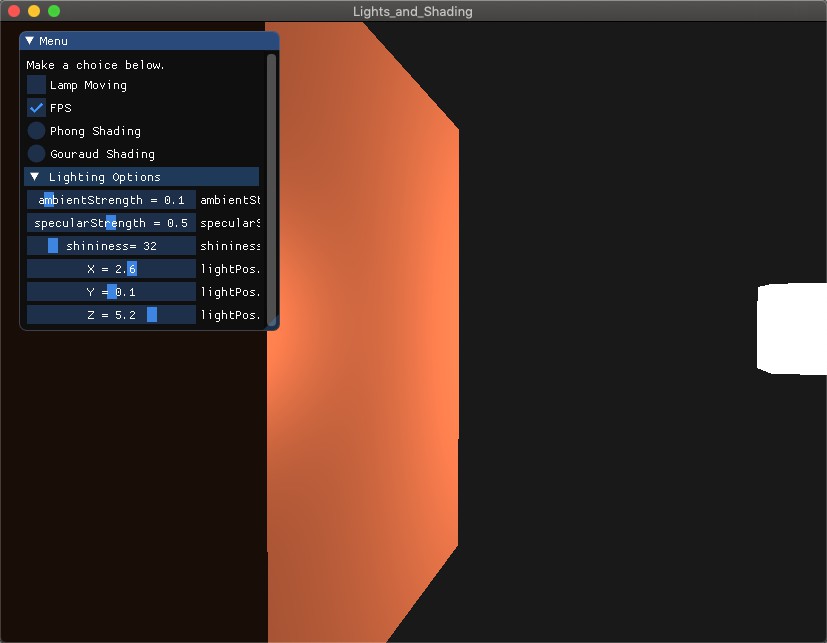 Lights_and_Shading
Menu
Make a choice below.
Lamp Moving
FPS
Phong Shading
Gouraud Shading
Lighting Options
ambientStrength = 0.1 ambientSt
specularStrength = 0.5 specularS
shininess= 32 shininess
X = 2.6 lightPos.
Y = 0.1 lightPos.
Z = 5.2 lightPos.